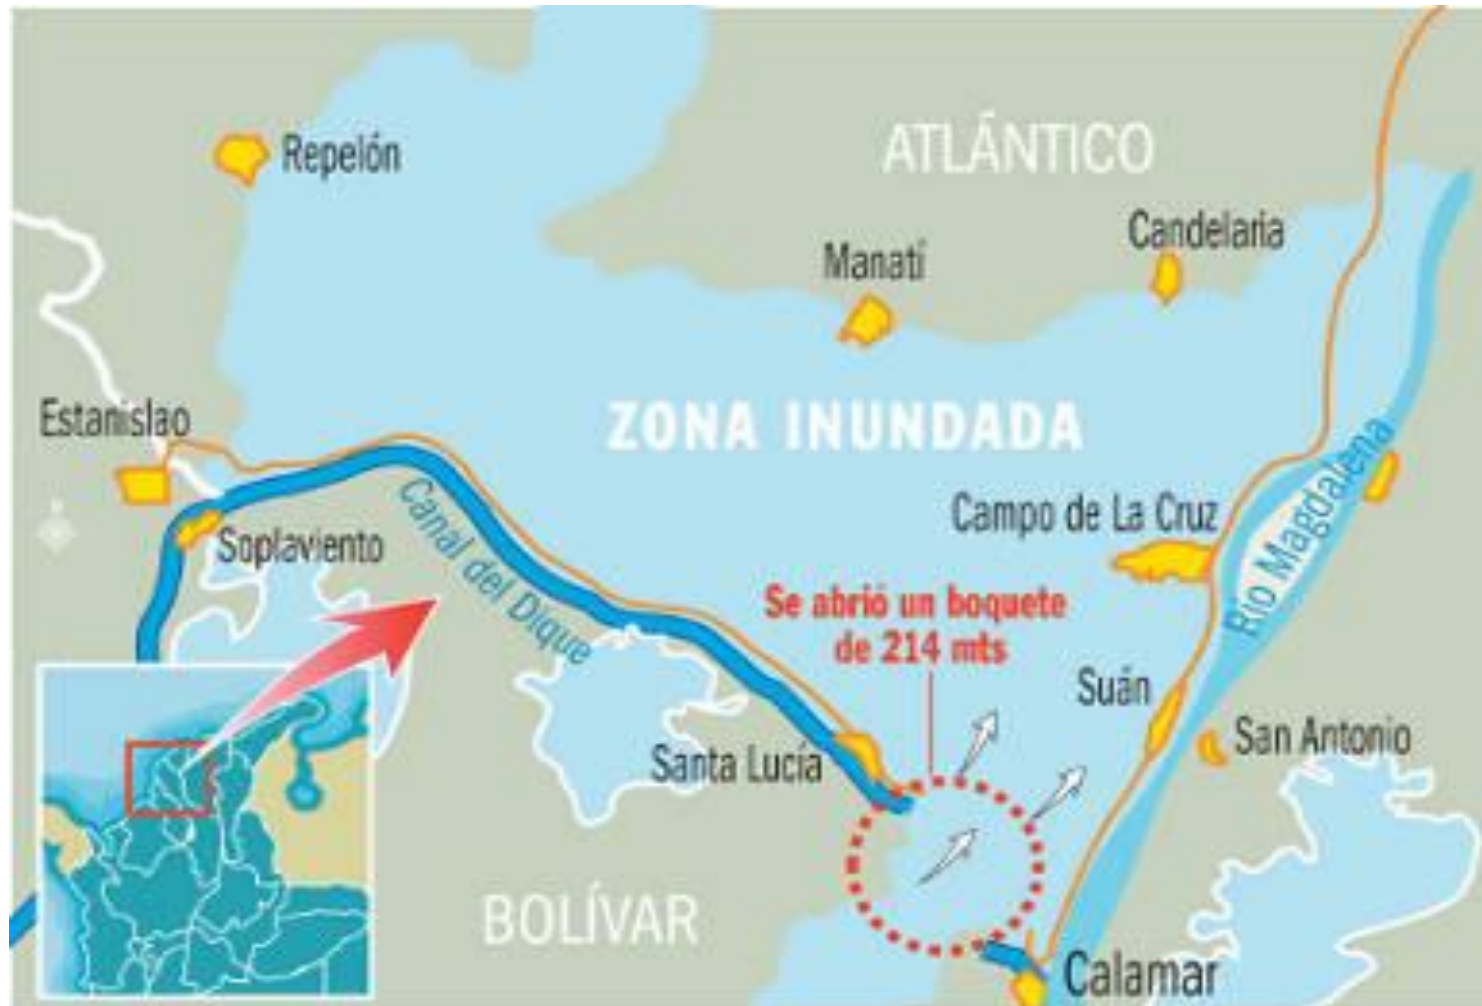 Repelón
ATLÁNTICO
Candelaria
Manatí
Estanislao
ZONA INUNDADA
Campo de La Cruz
Río Magdalena
Soplaviento
Canal del Dique
Se abrió un boquete
de 214 mts
Suán
San Antonio
Santa Lucía
BOLÍVAR
Calamar